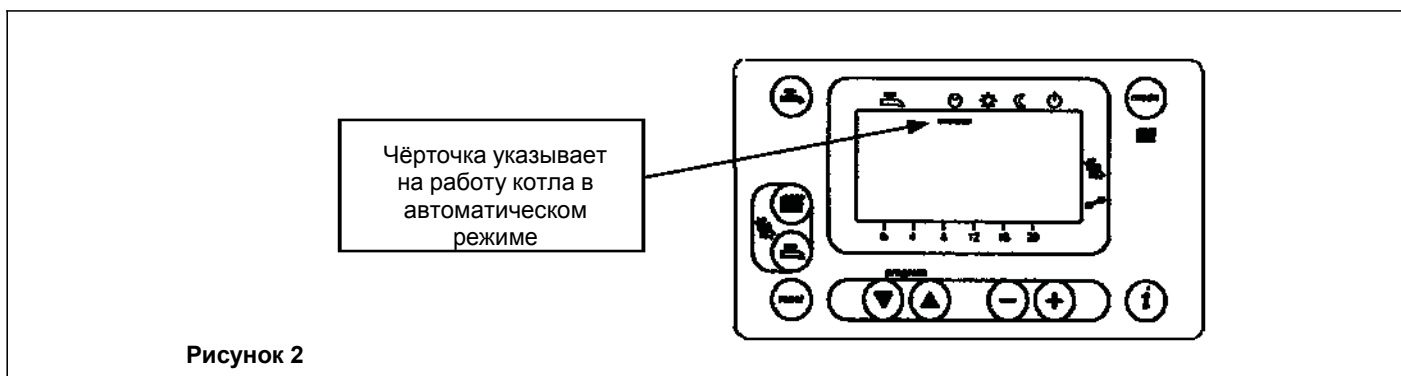 Чёрточка указывает
на работу котла в
автоматическом
режиме
program
i
Рисунок 2